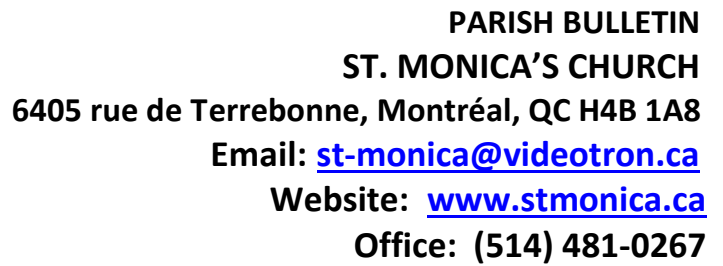 PARISH BULLETIN
ST. MONICA’S CHURCH
6405 rue de Terrebonne, Montréal, QC H4B 1A8
Email: st-monica@videotron.ca
Website: www.stmonica.ca
Office: (514) 481-0267